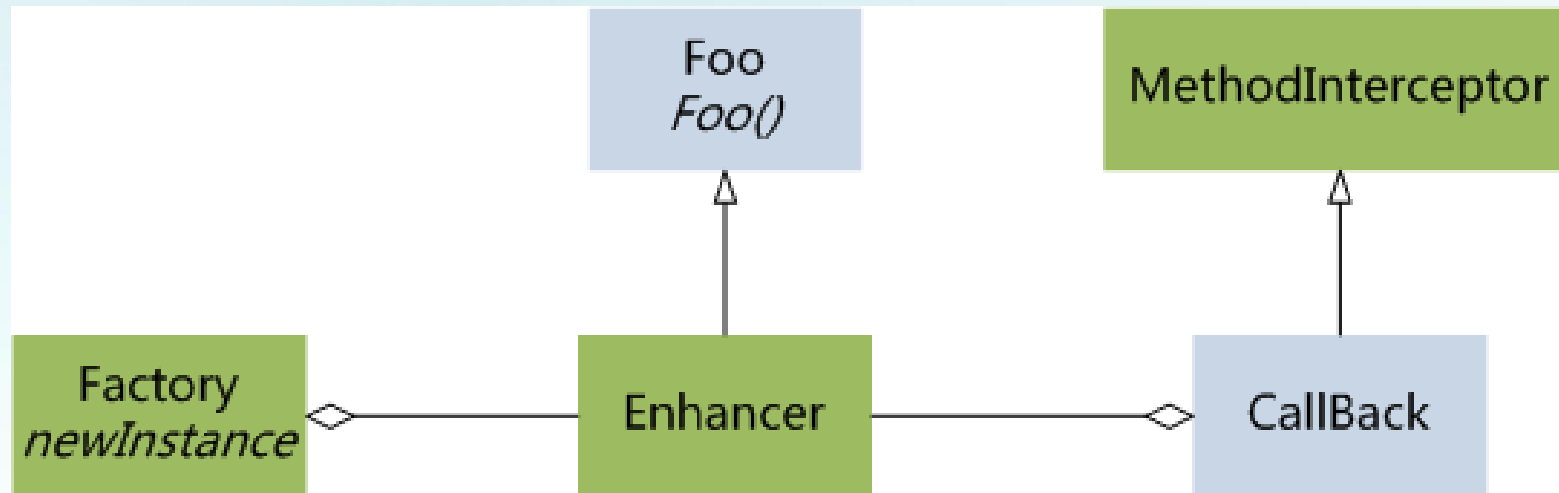 Foo
Foo()
MethodInterceptor
Factory
newInstance
Enhancer
CallBack